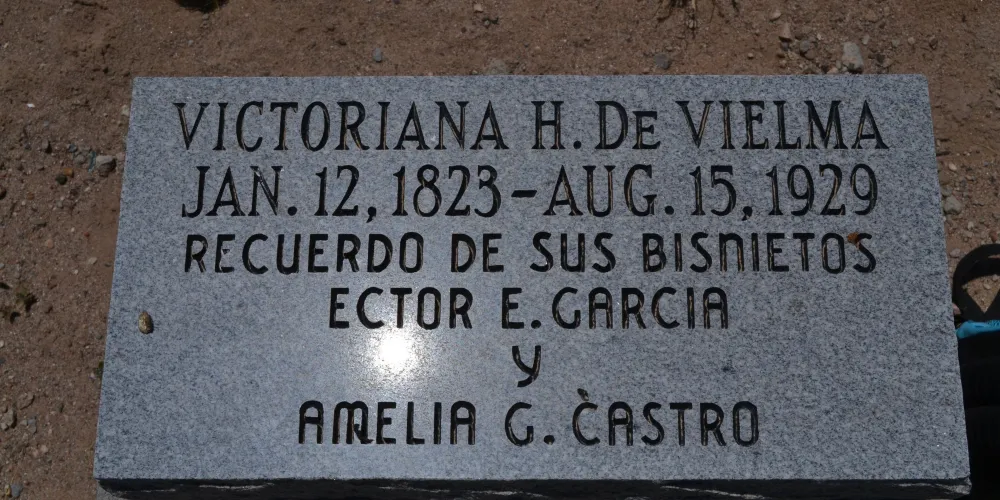 VICTORIANA H. DE VIELMA
JAN. 12, 1823 - AUG. 15, 1929
RECUERDO DE SUS BISNIETOS
ECTOR E. GARCIA
y
AMELIA G. CASTRO